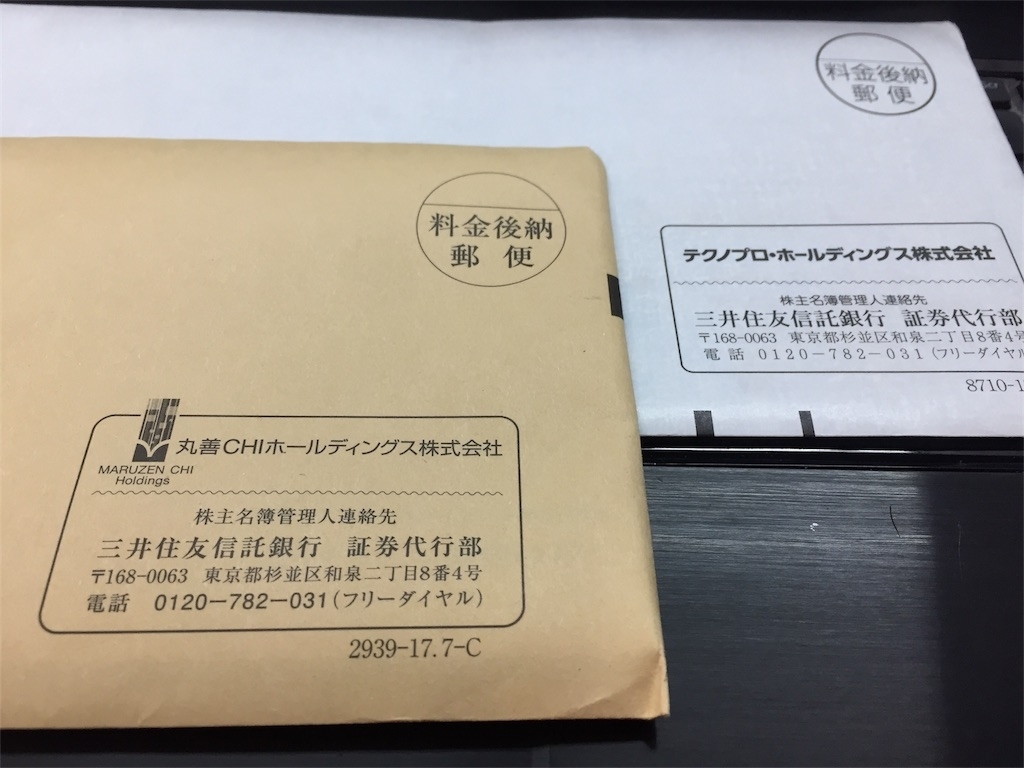 料金後納
郵便
テクノプロ・ホールディングス株式会社
株主名簿管理人連絡先
三井住友信託銀行 証券代行部
〒168-0063 東京都杉並区和泉二丁目8番4号
電話 0120-782-031(フリーダイヤル
8710-1
料金後納
郵便
丸善CHIホールディングス株式会社
MARUZEN CHI
Holdings
株主名簿管理人連絡先
三井住友信託銀行 証券代行部
〒168-0063 東京都杉並区和泉二丁目8番4号
電話 0120-782-031(フリーダイヤル)
2939-17.7-C